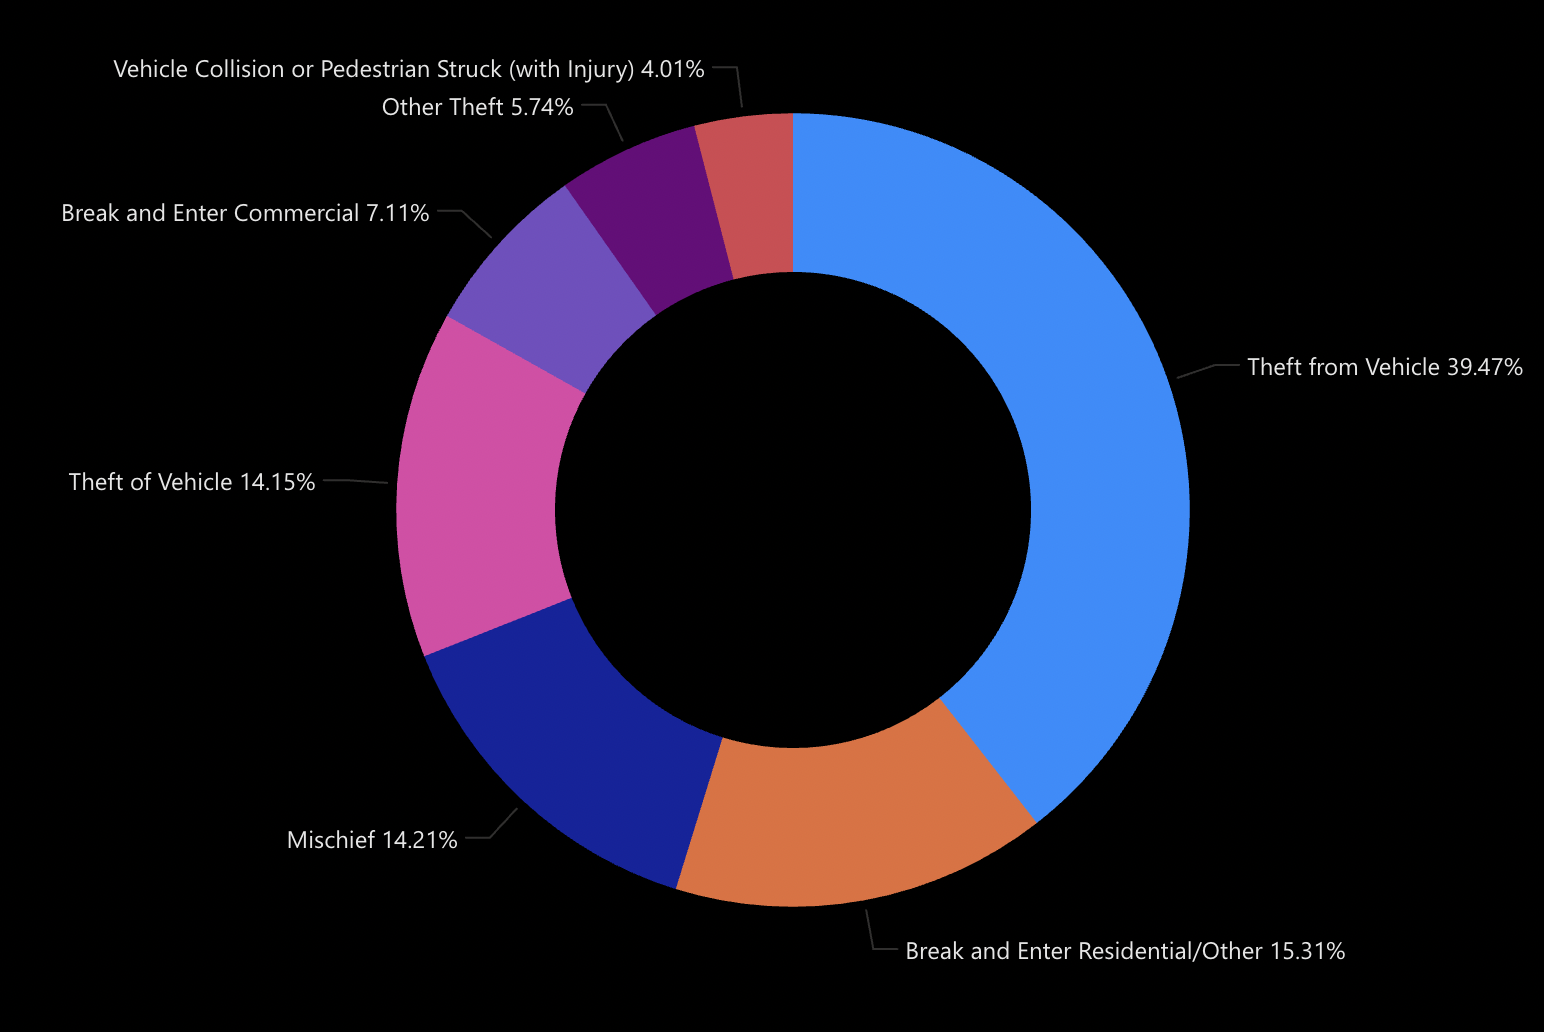 Vehicle Collision or Pedestrian Struck (with Injury) 4.01%
Other Theft 5.74%
Break and Enter Commercial 7.11%
Theft from Vehicle 39.47%
Theft of Vehicle 14.15%
Mischief 14.21%
Break and Enter Residential/Other 15.31%